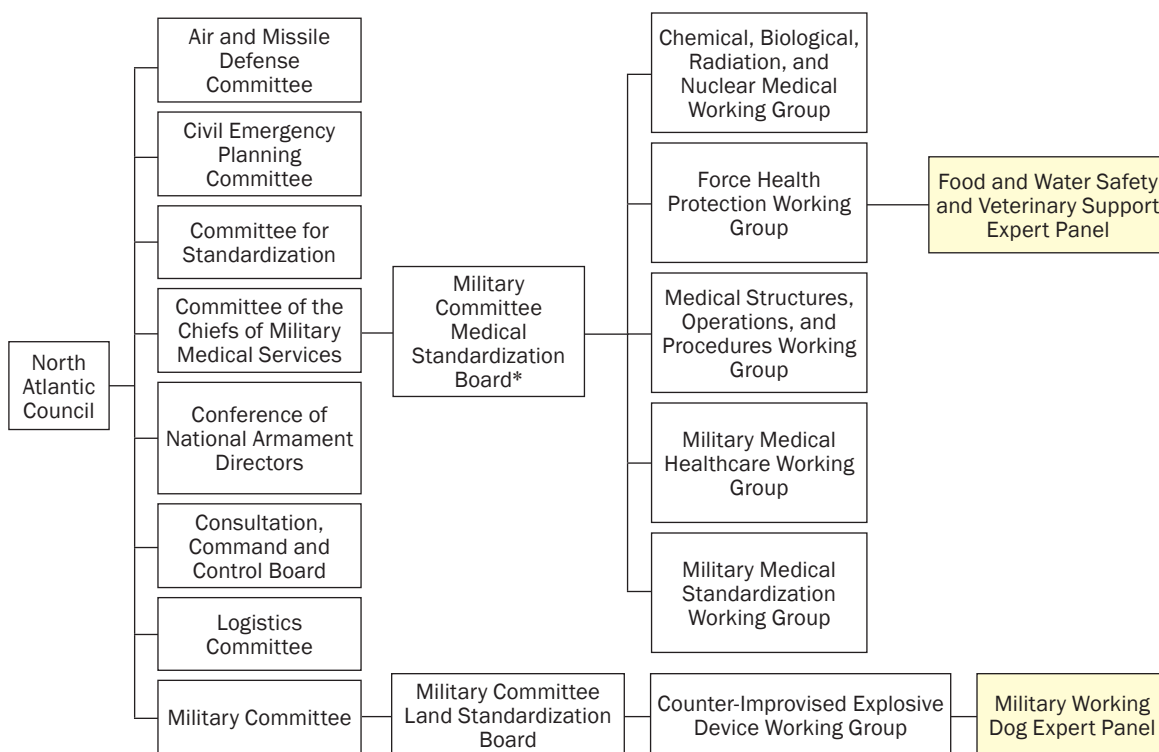 North
Atlantic
Council
Air and Missile
Defense
Committee
Civil Emergency
Planning
Committee
Committee for
Standardization
Committee of the
Chiefs of Military
Medical Services
Conference of
National Armament
Directors
Consultation,
Command and
Control Board
Logistics
Committee
Military Committee
Military
Committee
Medical
Standardization
Board*
Military Committee
Land Standardization
Board
Chemical, Biological,
Radiation, and
Nuclear Medical
Working Group
Force Health
Protection Working
Group
Medical Structures,
Operations, and
Procedures Working
Group
Military Medical
Healthcare Working
Group
Military Medical
Standardization
Working Group
Counter-Improvised Explosive
Device Working Group
Food and Water Safety
and Veterinary Support
Expert Panel
Military Working
Dog Expert Panel